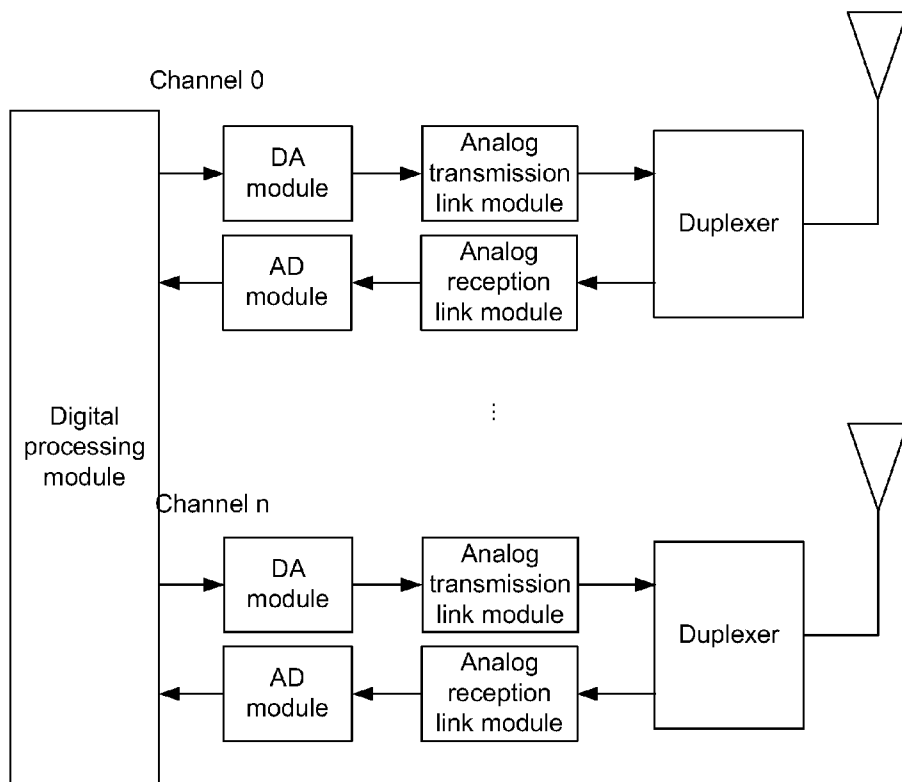 Channel 0
DA
module
Analog
transmission
link module
Duplexer
AD
module
Analog
reception
link module
Digital
processing
module
Channel n
DA
module
Analog
transmission
link module
Duplexer
AD
module
Analog
reception
link module